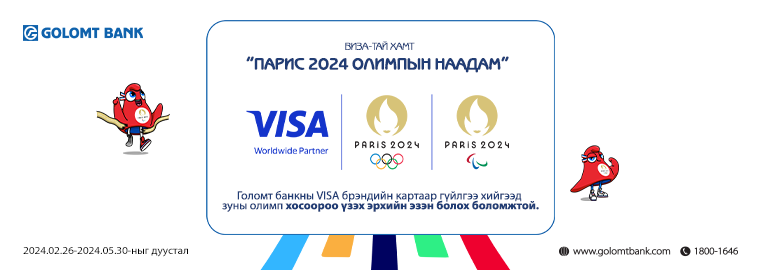 GOLOMT BANK
ВИЗА-ТАЙ ХАМТ
“ПАРИС 2024 ОЛИМПЫН НААДАМ”
VISA
Worldwide Partner
PARIS 2024
PARIS 2024
Голомт банкны VISA брэндийн картаар гүйлгээ хийгээд
зуны олимп хосоороо үзэх эрхийн эзэн болох боломжтой.
2024.02.26-2024.05.30-ныг дуустал
www.golomtbank.com 1800-1646